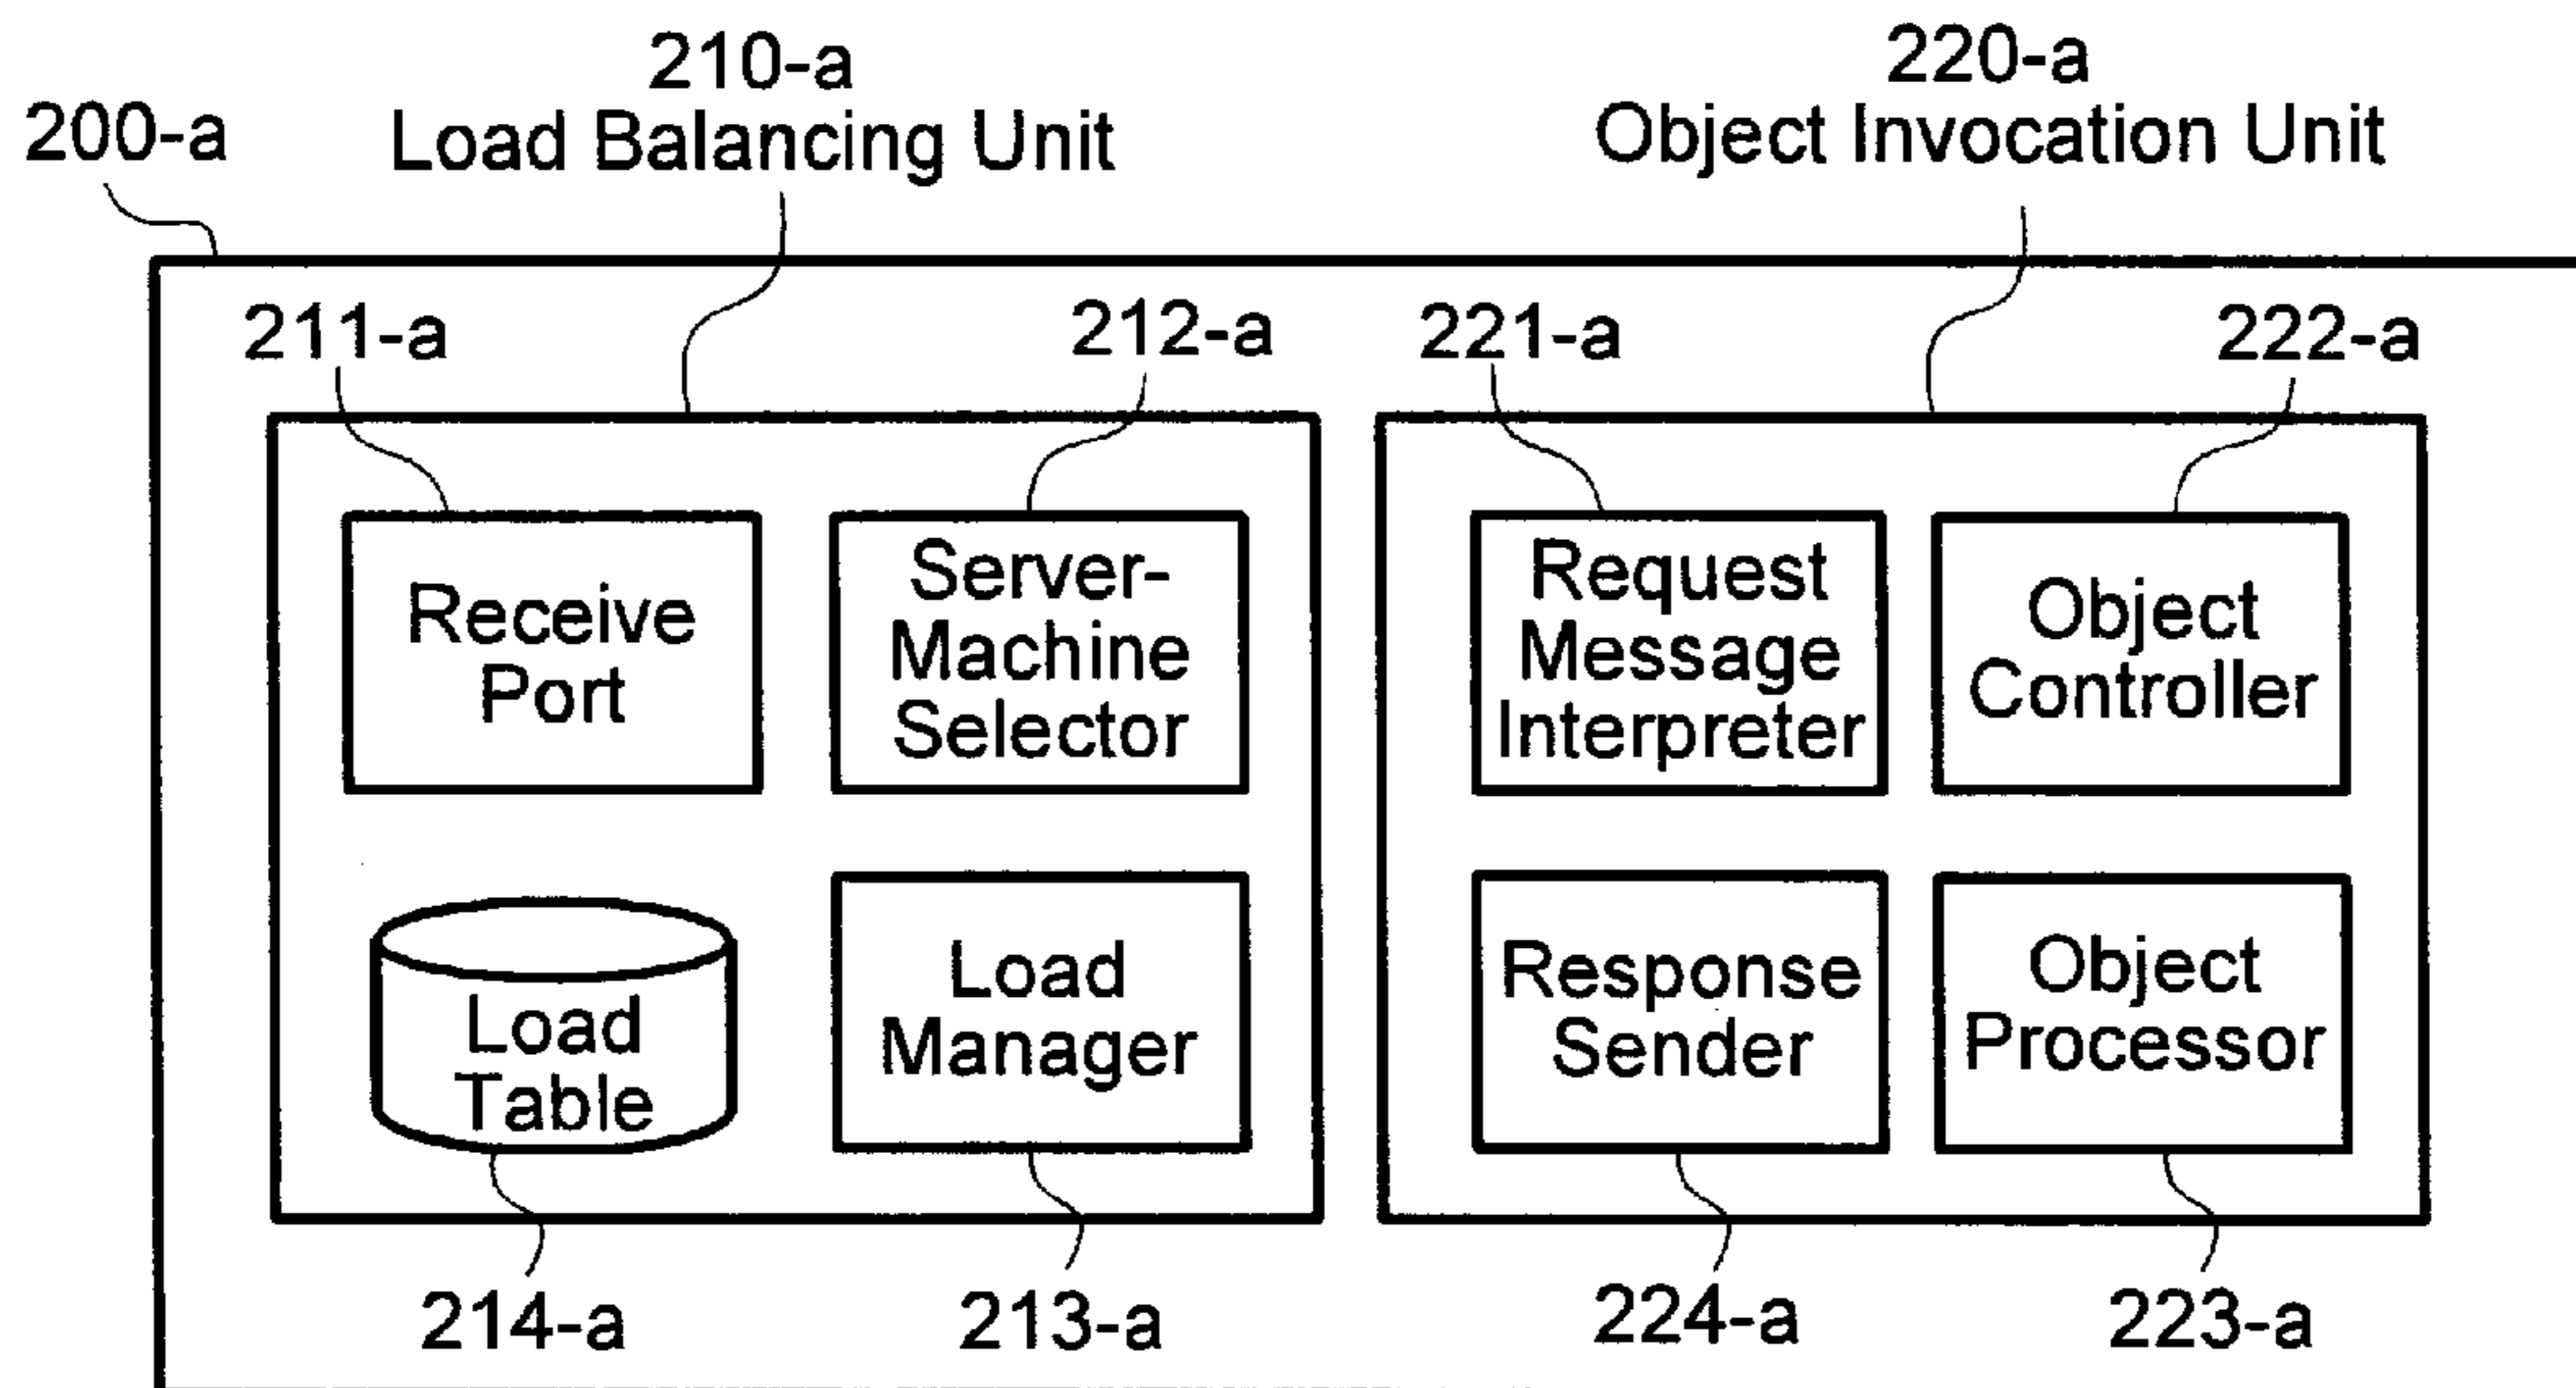 210-a
220-a
200-a
Load Balancing Unit
Object Invocation Unit
211-a
212-a
221-a
222-a
Receive
Port
Server-
Machine
Selector
Request
Message
Interpreter
Object
Controller
Load
Table
Load
Manager
Response
Sender
Object
Processor
214-a
213-a
224-a
223-a